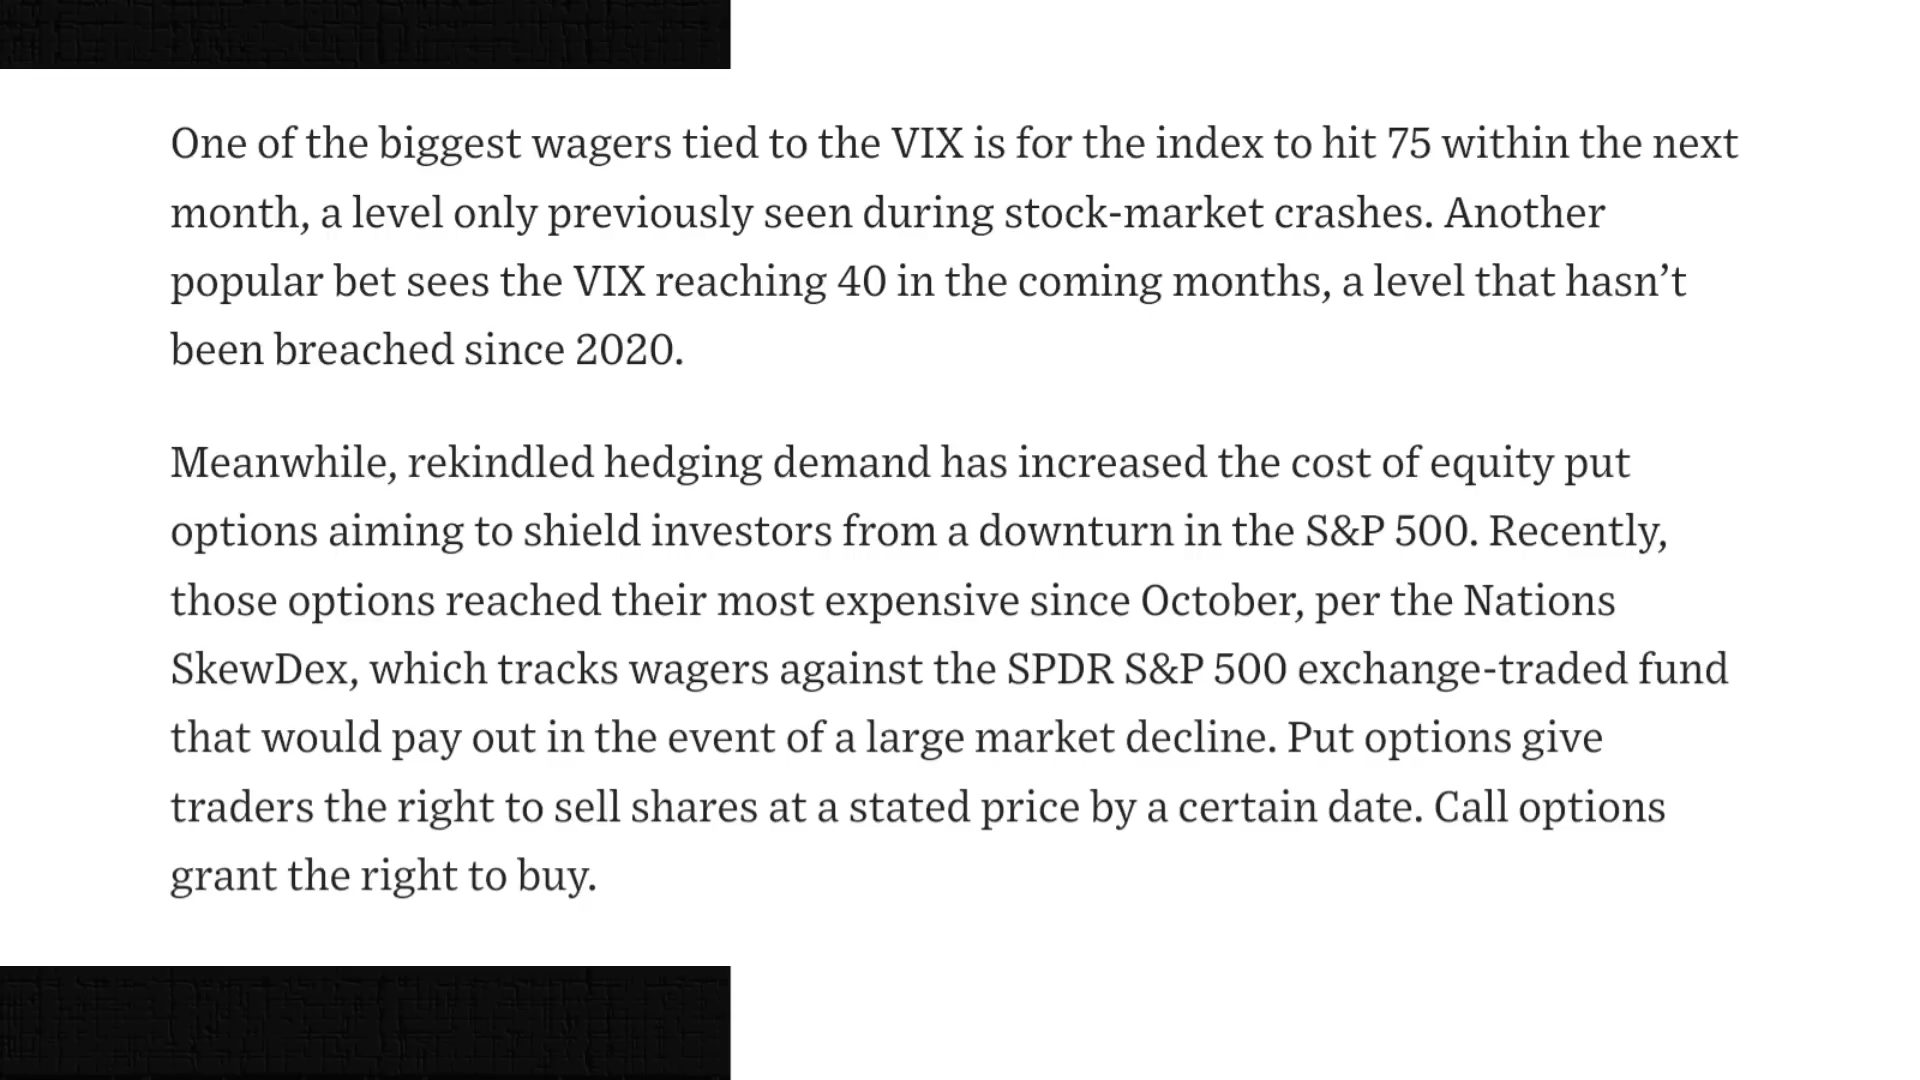 One of the biggest wagers tied to the VIX is for the index to hit 75 within the next
month, a level only previously seen during stock-market crashes. Another
popular bet sees the VIX reaching 40 in the coming months, a level that hasn’t
been breached since 2020.
Meanwhile, rekindled hedging demand has increased the cost of equity put
options aiming to shield investors from a downturn in the S&P 500. Recently,
those options reached their most expensive since October, per the Nations
SkewDex, which tracks wagers against the SPDR S&P 500 exchange-traded fund
that would pay out in the event of a large market decline. Put options give
traders the right to sell shares at a stated price by a certain date. Call options
grant the right to buy.